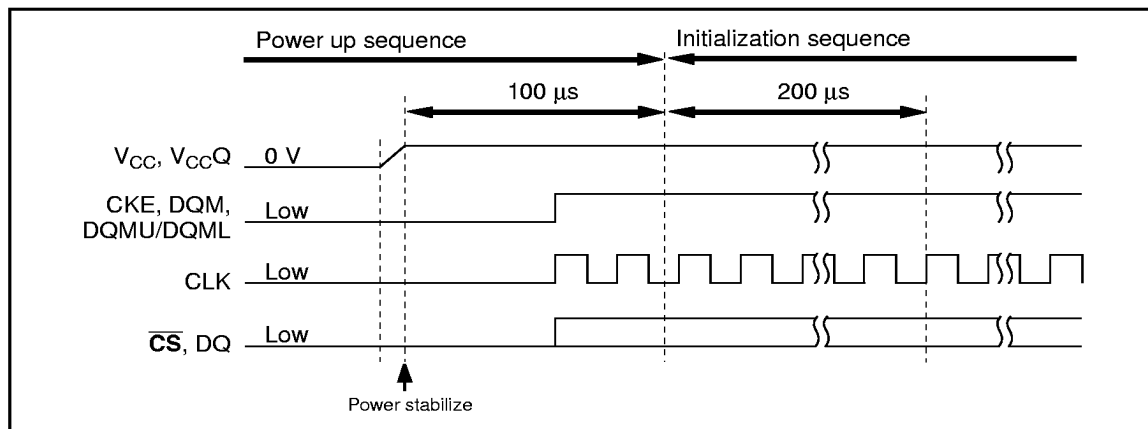 Power up sequence
Initialization sequence
100 µs
200 µs
VCC, VCCQ
0 V
CKE, DQM,
DQMU/DQML
Low
CLK
Low
CS, DQ
Low
Power stabilize